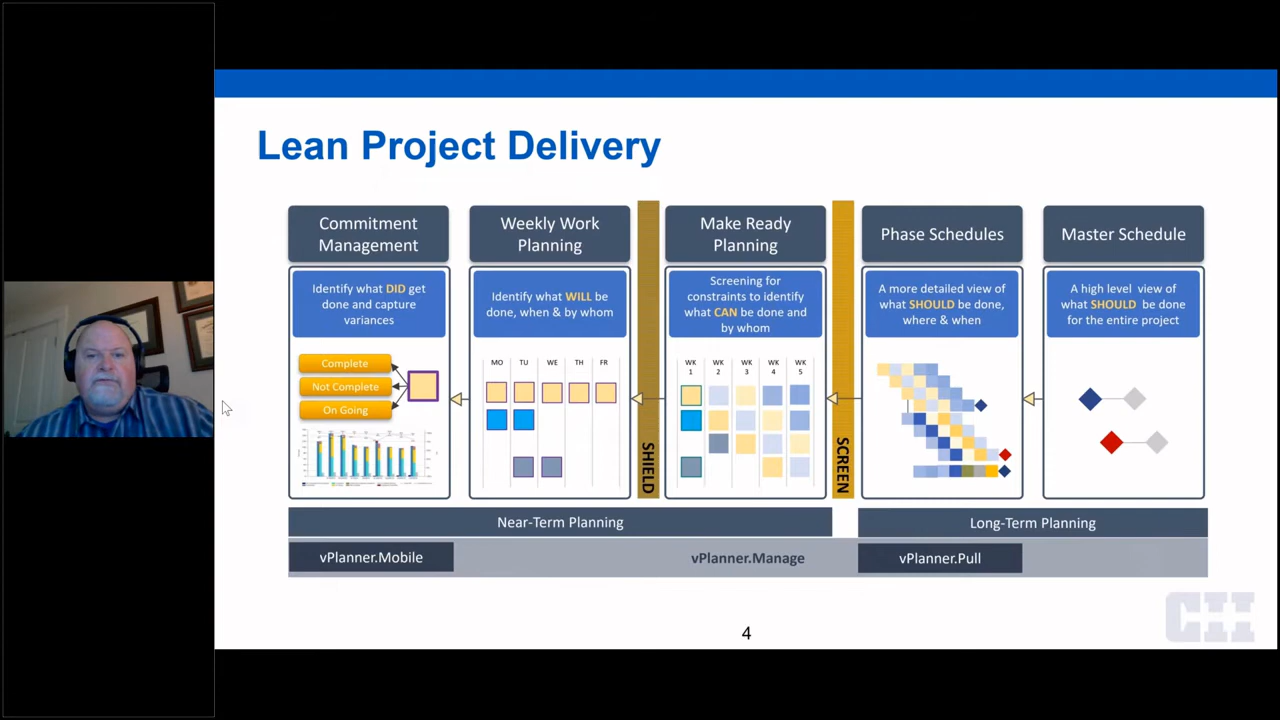 Lean Project Delivery
Commitment
Management
Identify what DID get
done and capture
variances
Complete
Not Complete
On Going
Weekly Work
Planning
Identify what WILL be
done, when & by whom
MO TU WE TH FR
SHIELD
Make Ready
Planning
Screening for
constraints to identify
what CAN be done and
by whom
WK WK WK WK WK
1 2 3 4 5
SCREEN
Phase Schedules
A more detailed view of
what SHOULD be done,
where & when
Master Schedule
A high level view of
what SHOULD be done
for the entire project
Near-Term Planning
Long-Term Planning
vPlanner.Mobile
vPlanner.Manage
vPlanner.Pull
CII
4